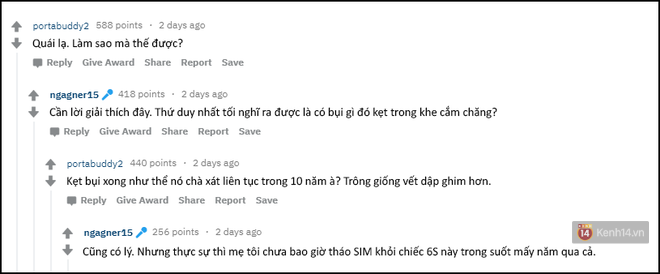 portabuddy2 588 points · 2 days ago
Quái lạ. Làm sao mà thế được?
Reply Give Award Share Report Save
ngagner15 418 points · 2 days ago
Cần lời giải thích đây. Thứ duy nhất tối nghĩ ra được là có bụi gì đó kẹt trong khe cắm chăng?
Reply Give Award Share Report Save
portabuddy2 440 points · 2 days ago
Kẹt bụi xong như thể nó chà xát liên tục trong 10 năm à? Trông giống vết dập ghim hơn.
Reply Give Award Share Report Save
ngagner15 256 points · 2 days ago
Cũng có lý. Nhưng thực sự thì mẹ tôi chưa bao giờ tháo SIM khỏi chiếc 6S này trong suốt mấy năm qua cả.
14 Kenh14.vn